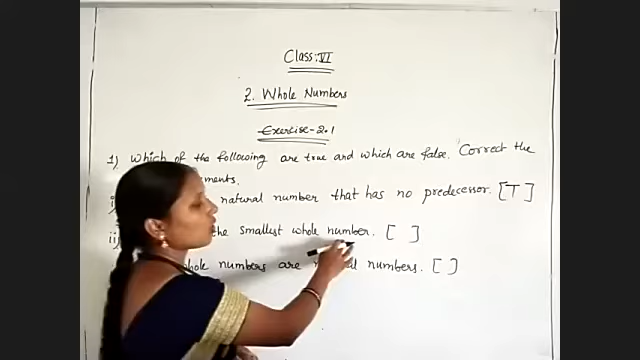 Class:VI
2. Whole Numbers
Exercise-2.1
1) Which of the following are true and which are false. Correct the
natural number that has no predecessor. [T]
the smallest whole number. [ ]
whole numbers are numbers. [ ]